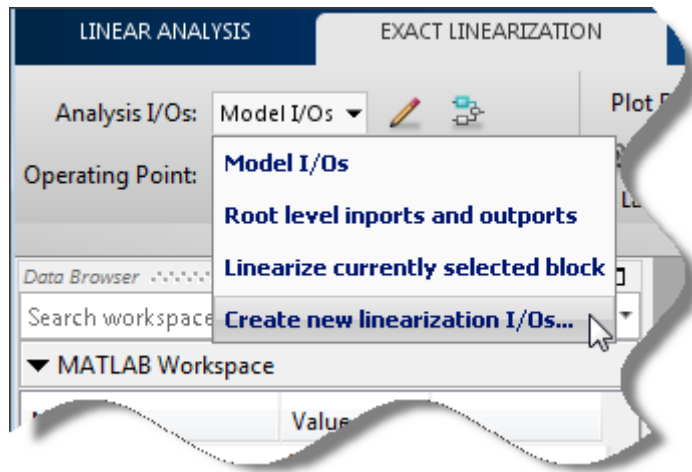 LINEAR ANALYSIS EXACT LINEARIZATION
Analysis I/Os: Model I/Os Plot
Operating Point:
Model I/Os
Root level inports and outports
Linearize currently selected block
Create new linearization I/Os...
Data Browser
Search workspace
MATLAB Workspace
Value